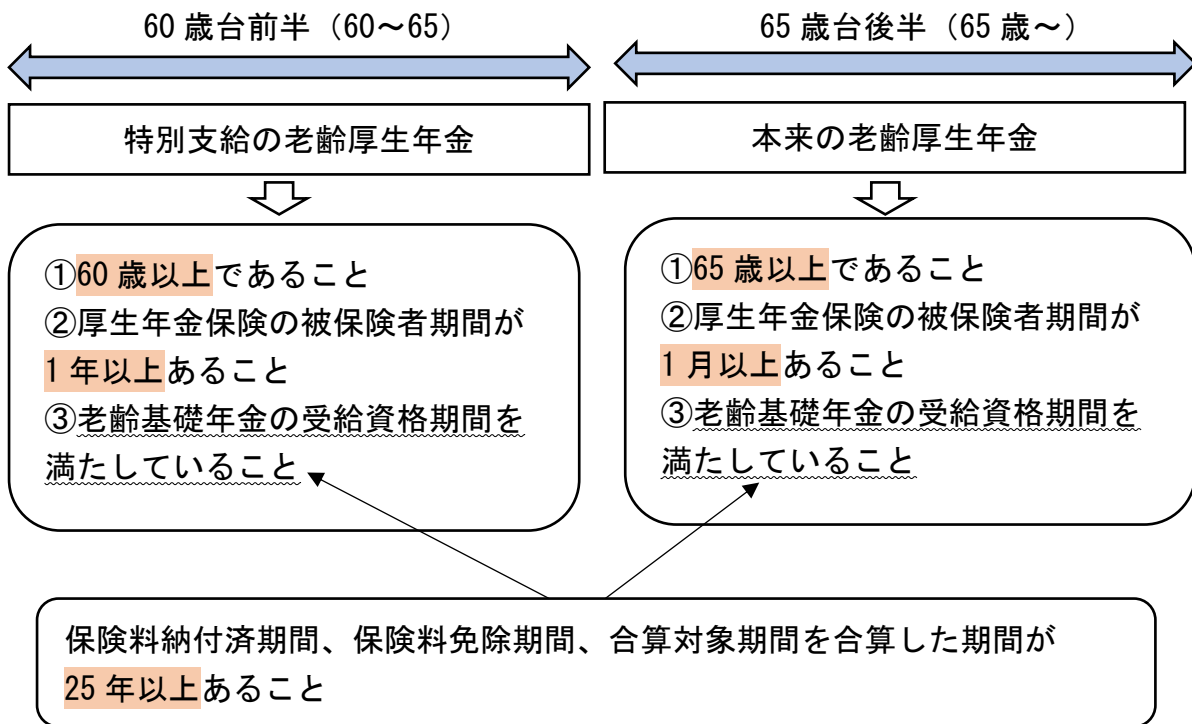 60 歳台前半（60～65）
65 歳台後半（65 歳～）
特別支給の老齢厚生年金
本来の老齢厚生年金
①60 歳以上であること
②厚生年金保険の被保険者期間が
1 年以上あること
③老齢基礎年金の受給資格期間を
満たしていること
①65 歳以上であること
②厚生年金保険の被保険者期間が
1 月以上あること
③老齢基礎年金の受給資格期間を
満たしていること
保険料納付済期間、保険料免除期間、合算対象期間を合算した期間が
25 年以上あること